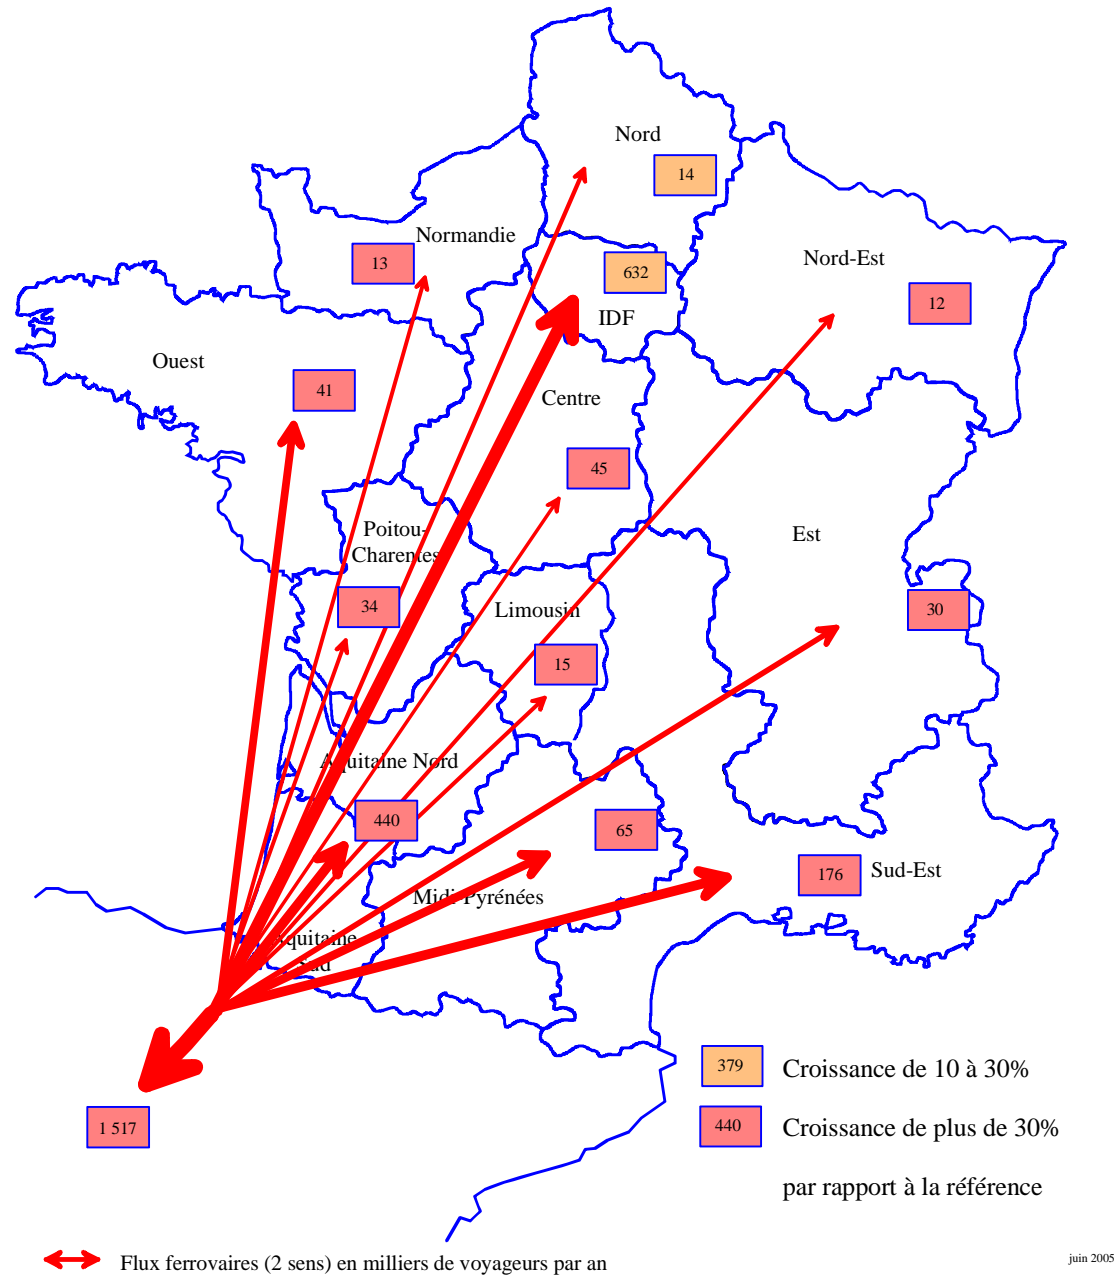 Nord
14
Normandie
13
632
IDF
Nord-Est
12
Ouest
41
Centre
45
Poitou-
Charentes
34
Est
30
Limousin
15
Aquitaine Nord
440
65
Midi-Pyrénées
176
Sud-Est
Aquitaine
Sud
1 517
379
Croissance de 10 à 30%
440
Croissance de plus de 30%
par rapport à la référence
Flux ferrovaires (2 sens) en milliers de voyageurs par an
juin 2005